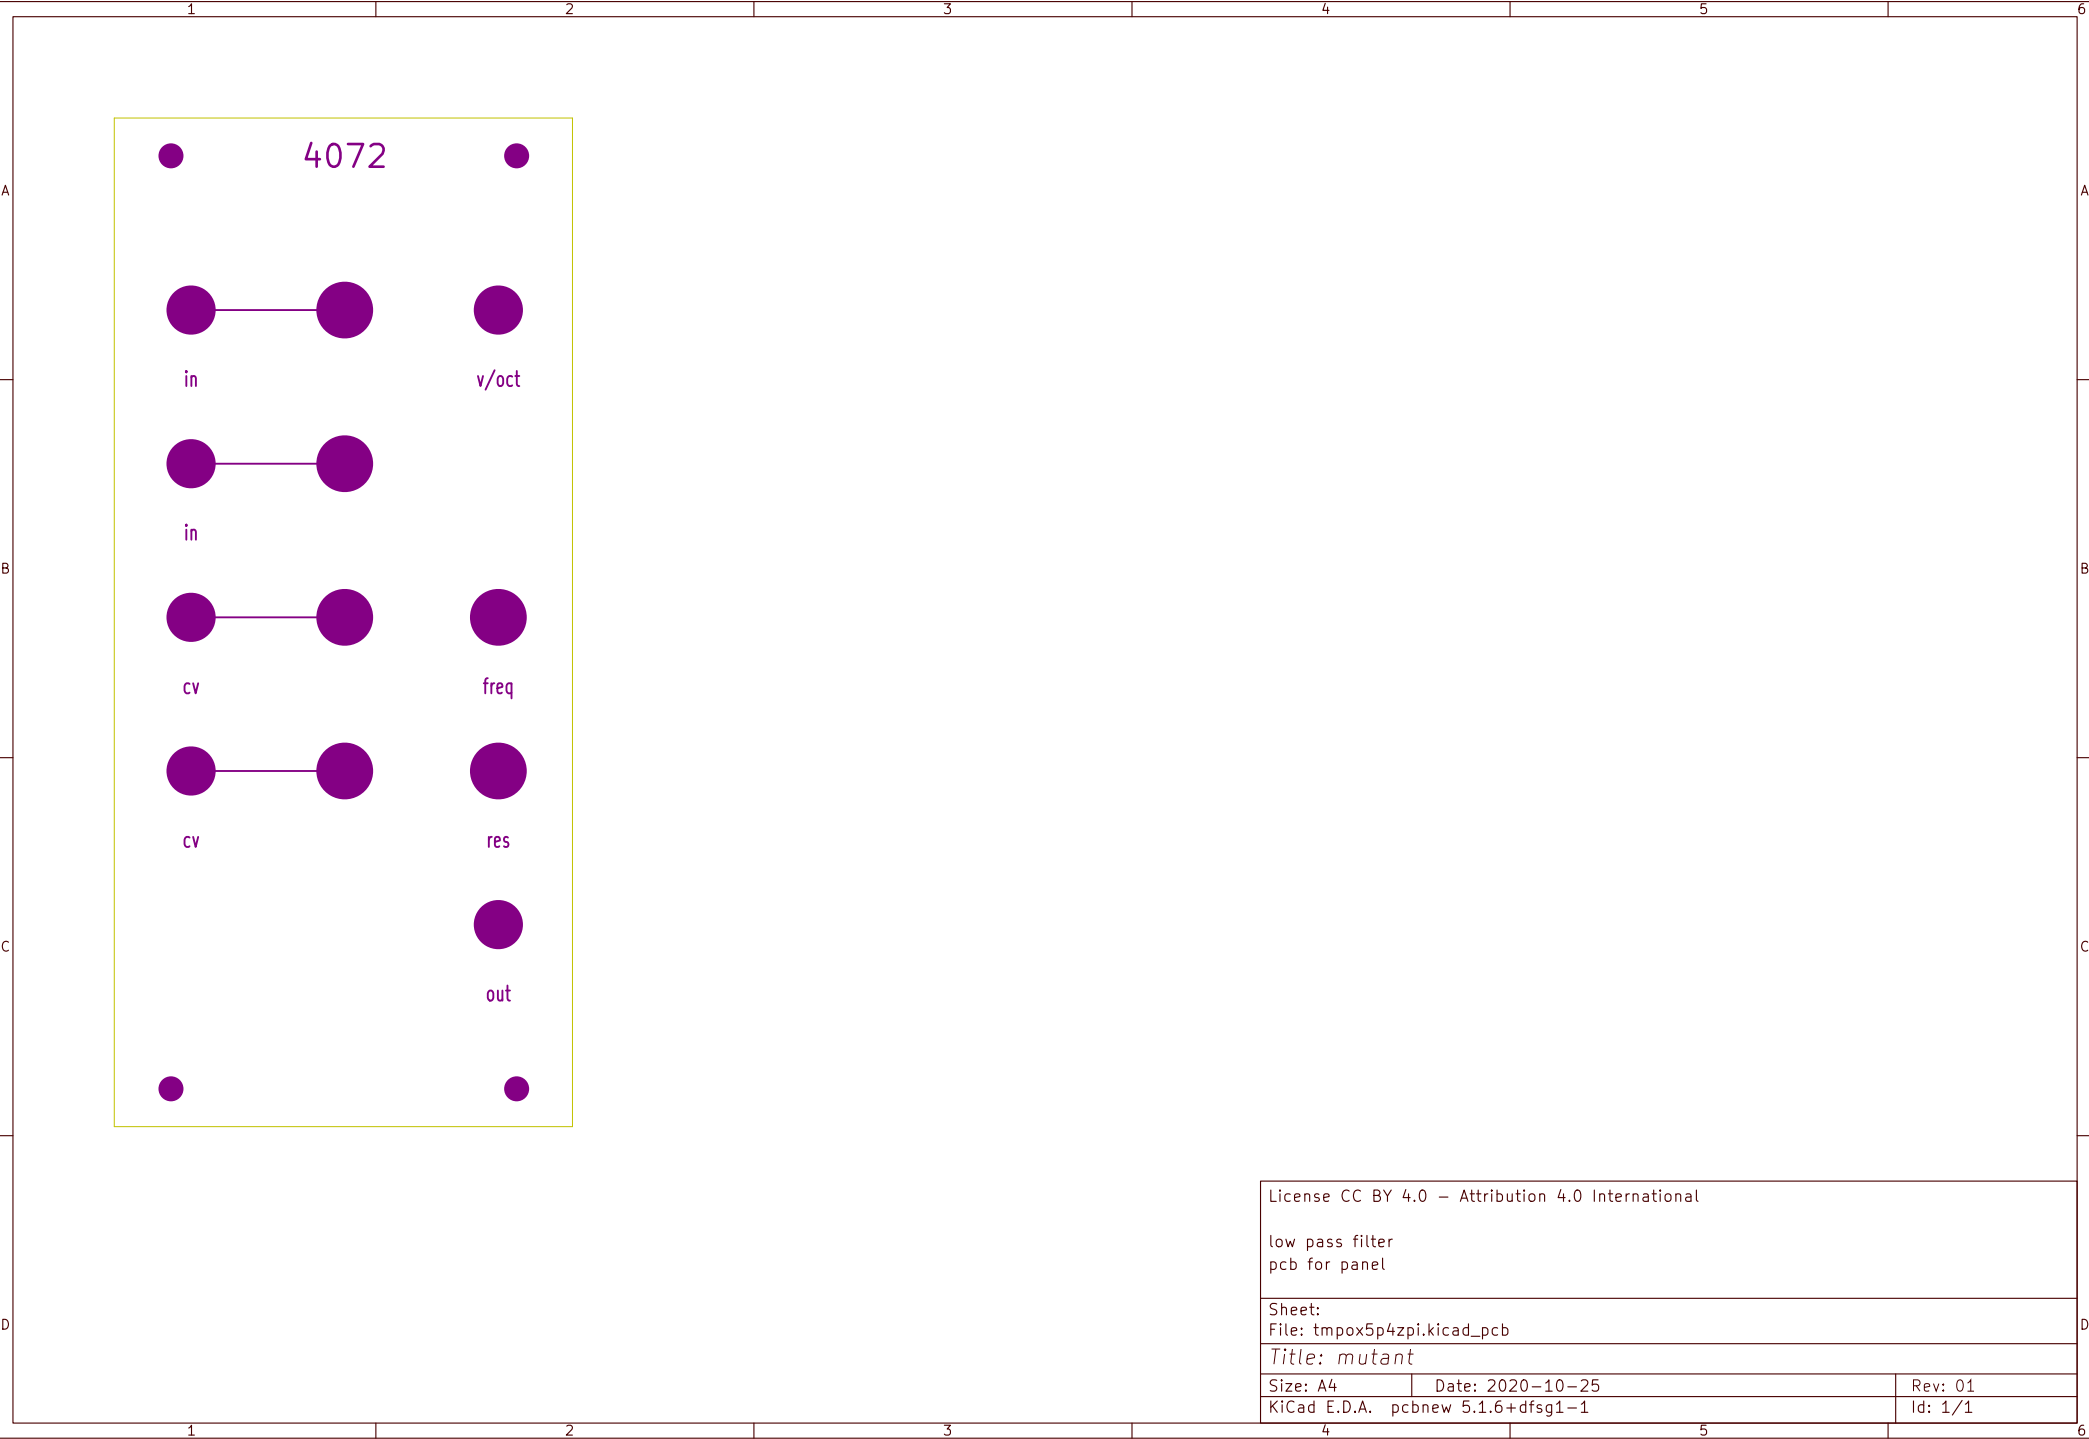 1 2 3 4 5 6
A A
4072
in v/oct
in
B B
cv freq
cv res
C C
out
License CC BY 4.0 - Attribution 4.0 International
low pass filter
pcb for panel
Sheet:
D D
File: tmpox5p4zpi.kicad_pcb
Title: mutant
Size: A4 Date: 2020-10-25 Rev: 01
KiCad E.D.A. pcbnew 5.1.6+dfsg1-1 Id: 1/1
1 2 3 4 5 6